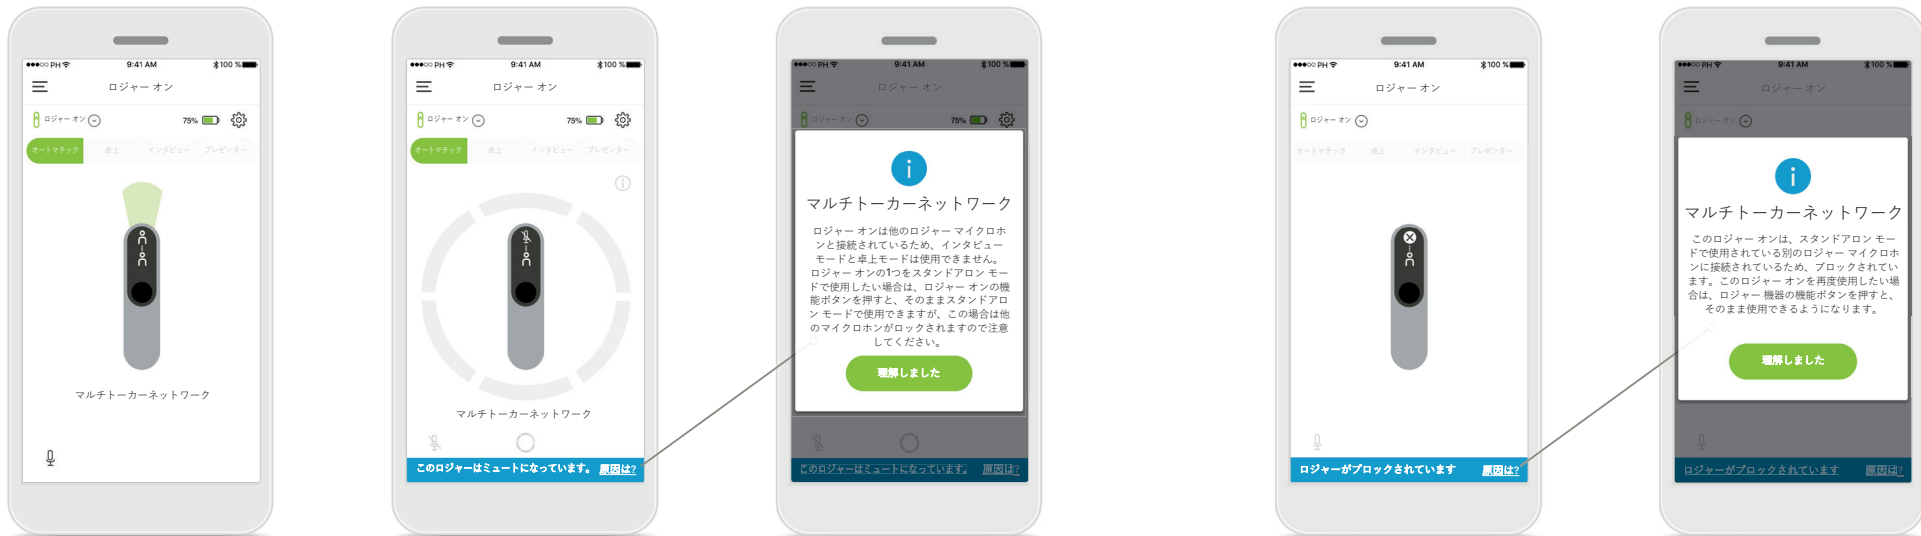 PH 9:41 AM 100 %
ロジャー オン
ロジャー オン 75%
オートマチック 卓上 インタビュー プレゼンター
マルチトーカーネットワーク
PH 9:41 AM 100 %
ロジャー オン
ロジャー オン 75%
オートマチック 卓上 インタビュー プレゼンター
マルチトーカーネットワーク
このロジャーはミュートになっています。 原因は?
PH 9:41 AM 100 %
ロジャー オン
ロジャー オン 75%
マルチトーカーネットワーク
ロジャー オンは他のロジャー マイクロホ
ンと接続されているため、インタビュー
モードと卓上モードは使用できません。
ロジャー オンの1つをスタンドアロン モー
ドで使用したい場合は、ロジャー オンの機
能ボタンを押すと、そのままスタンドアロ
ン モードで使用できますが、この場合は他
のマイクロホンがロックされますので注意
してください。
理解しました
このロジャーはミュートになっています。 原因は?
PH 9:41 AM 100 %
ロジャー オン
ロジャー オン
オートマチック 卓上 インタビュー プレゼンター
ロジャーがブロックされています 原因は?
PH 9:41 AM 100 %
ロジャー オン
ロジャー オン
マルチトーカーネットワーク
このロジャー オンは、スタンドアロン モー
ドで使用されている別のロジャー マイクロホ
ンに接続されているため、ブロックされてい
ます。このロジャー オンを再度使用したい場
合は、ロジャー 機器の機能ボタンを押すと、
そのまま使用できるようになります。
理解しました
ロジャーがブロックされています 原因は?